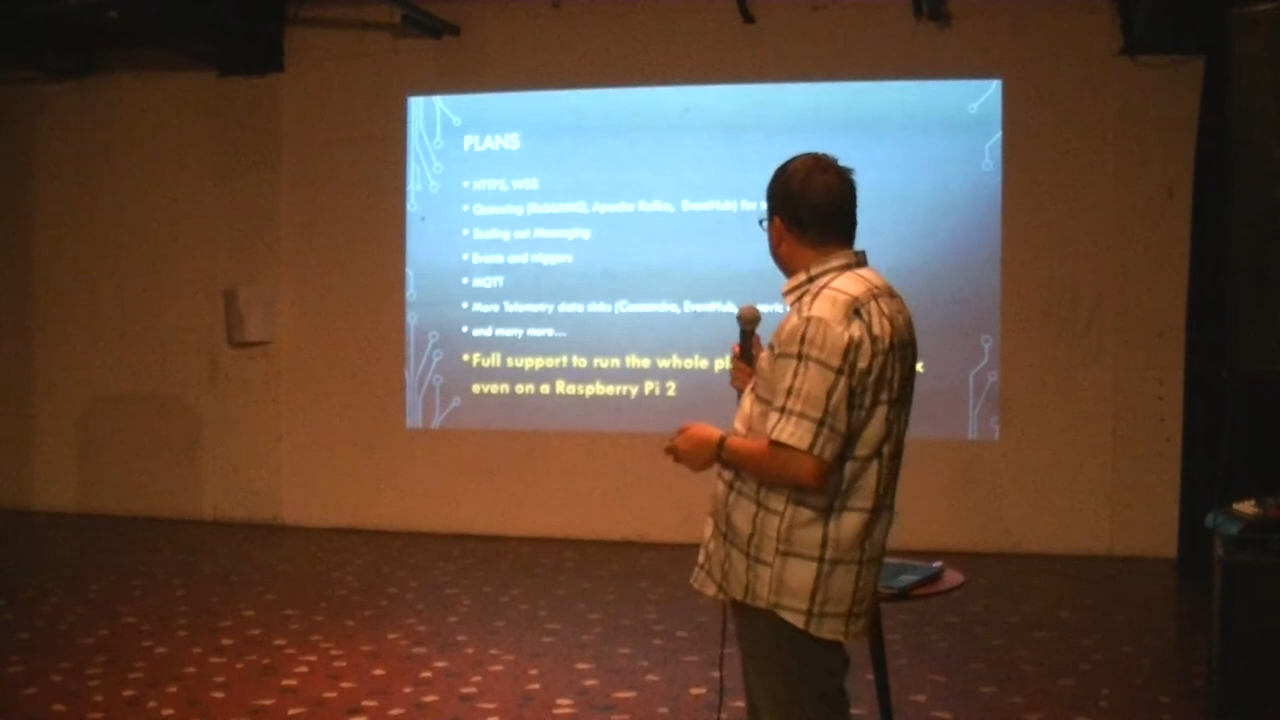 PLANS
• HTTPS, WSS
• Queueing (RabbitMQ, Apache Kafka, EventHub) for
• Scaling out Messaging
• Events and triggers
• MQTT
• More Telemetry data sinks (Cassandra, EventHub,
• and many more...
• Full support to run the whole
even on a Raspberry Pi 2